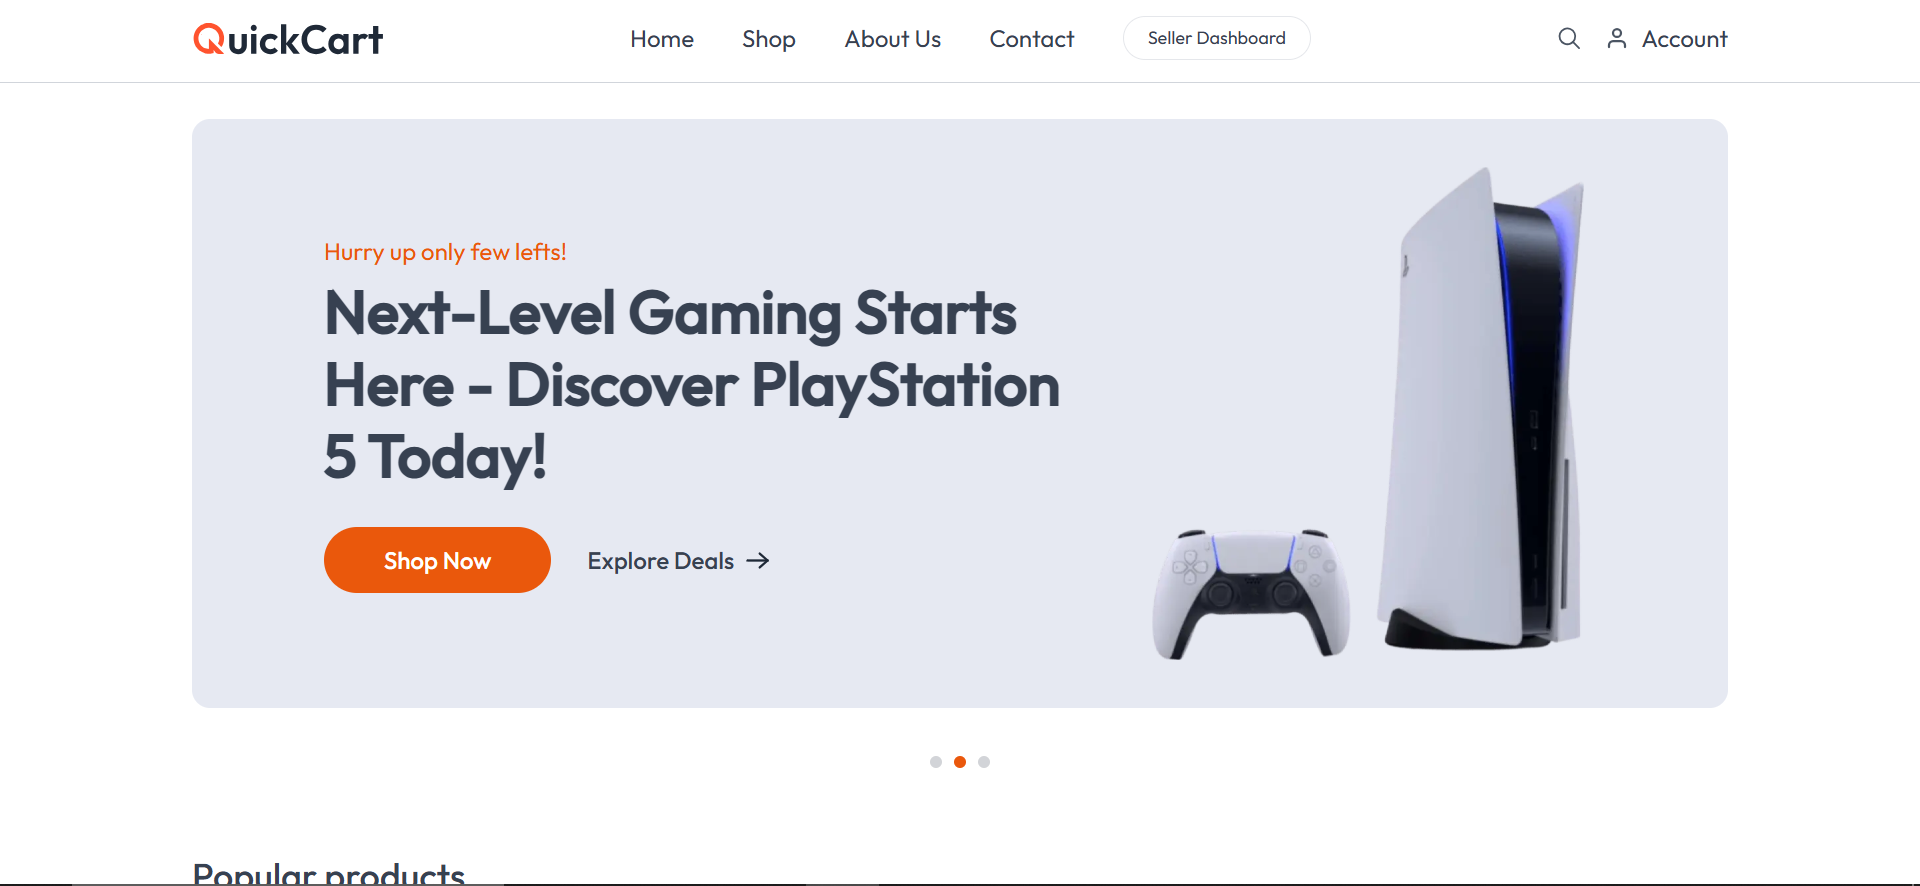 QuickCart
Home
Shop
About Us
Contact
Seller Dashboard
Account
Hurry up only few lefts!
Next-Level Gaming Starts
Here - Discover PlayStation
5 Today!
Shop Now
Explore Deals
Popular products